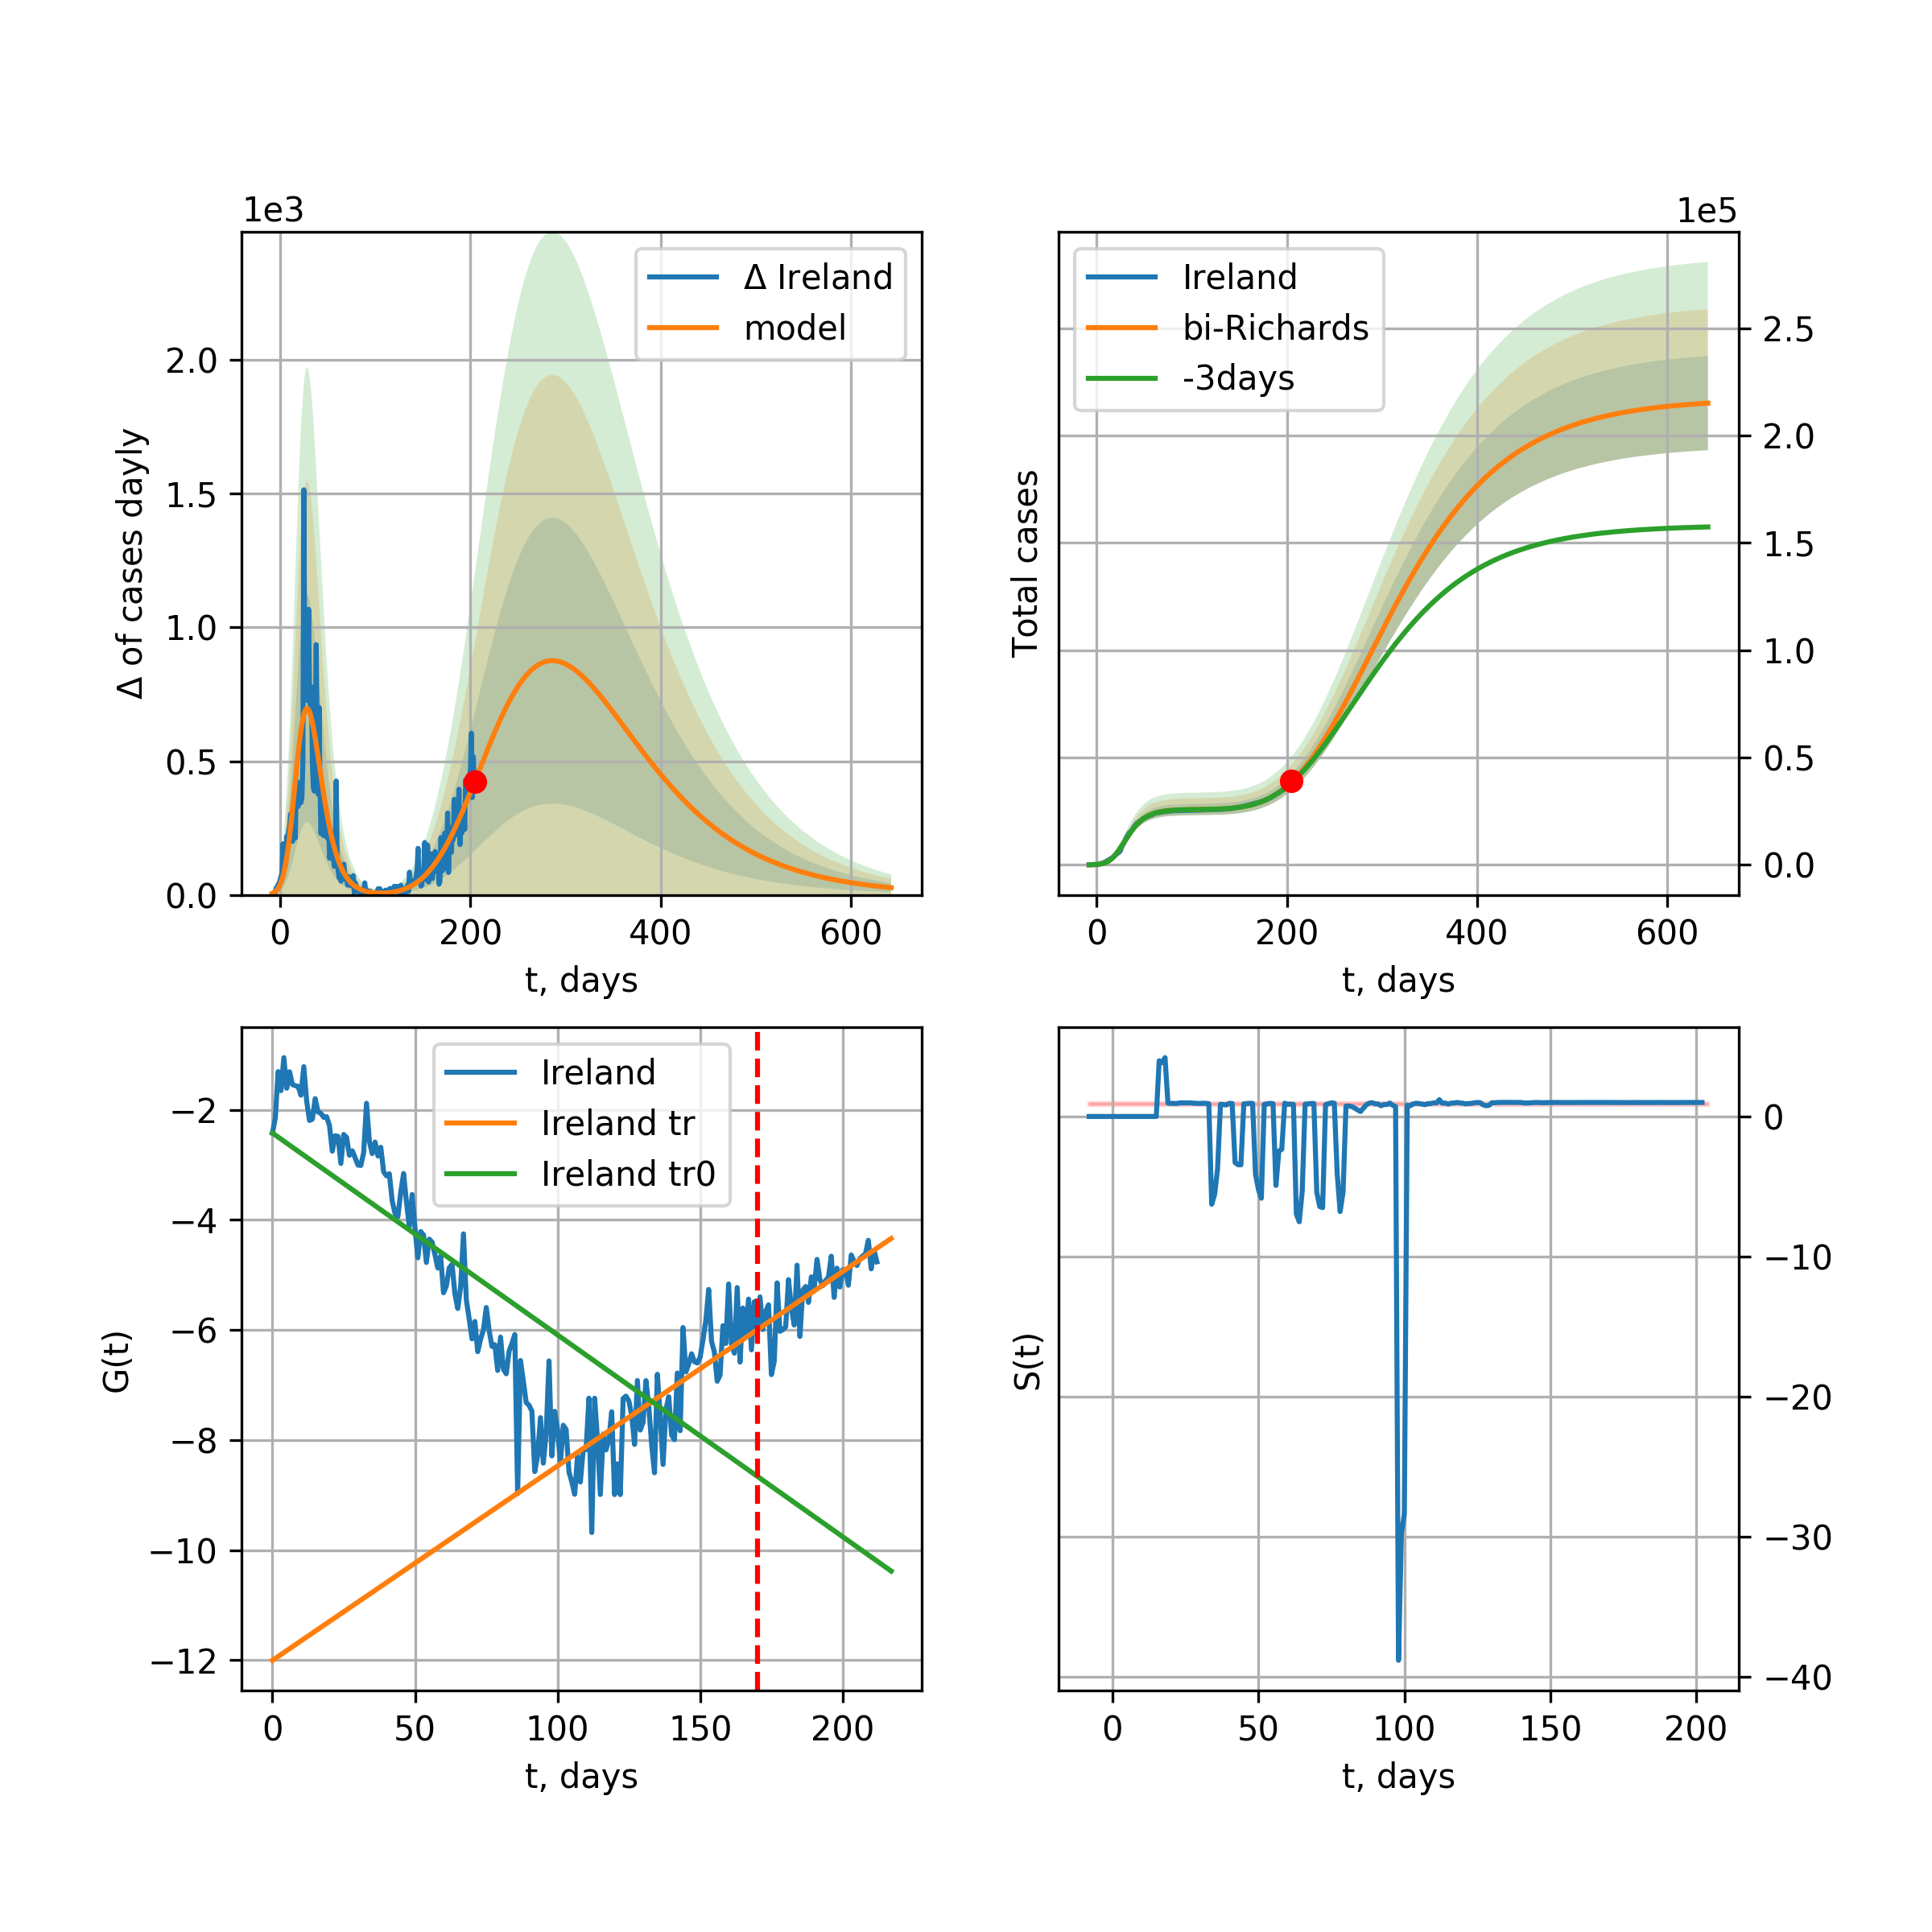 1e3
Δ of cases dayly
2.0
1.5
1.0
0.5
0.0
0 200 400 600
t, days
Δ Ireland
model
1e5
Total cases
2.5
2.0
1.5
1.0
0.5
0.0
0 200 400 600
t, days
Ireland
bi-Richards
-3days
G(t)
−2
−4
−6
−8
−10
−12
0 50 100 150 200
t, days
Ireland
Ireland tr
Ireland tr0
S(t)
0
−10
−20
−30
−40
0 50 100 150 200
t, days